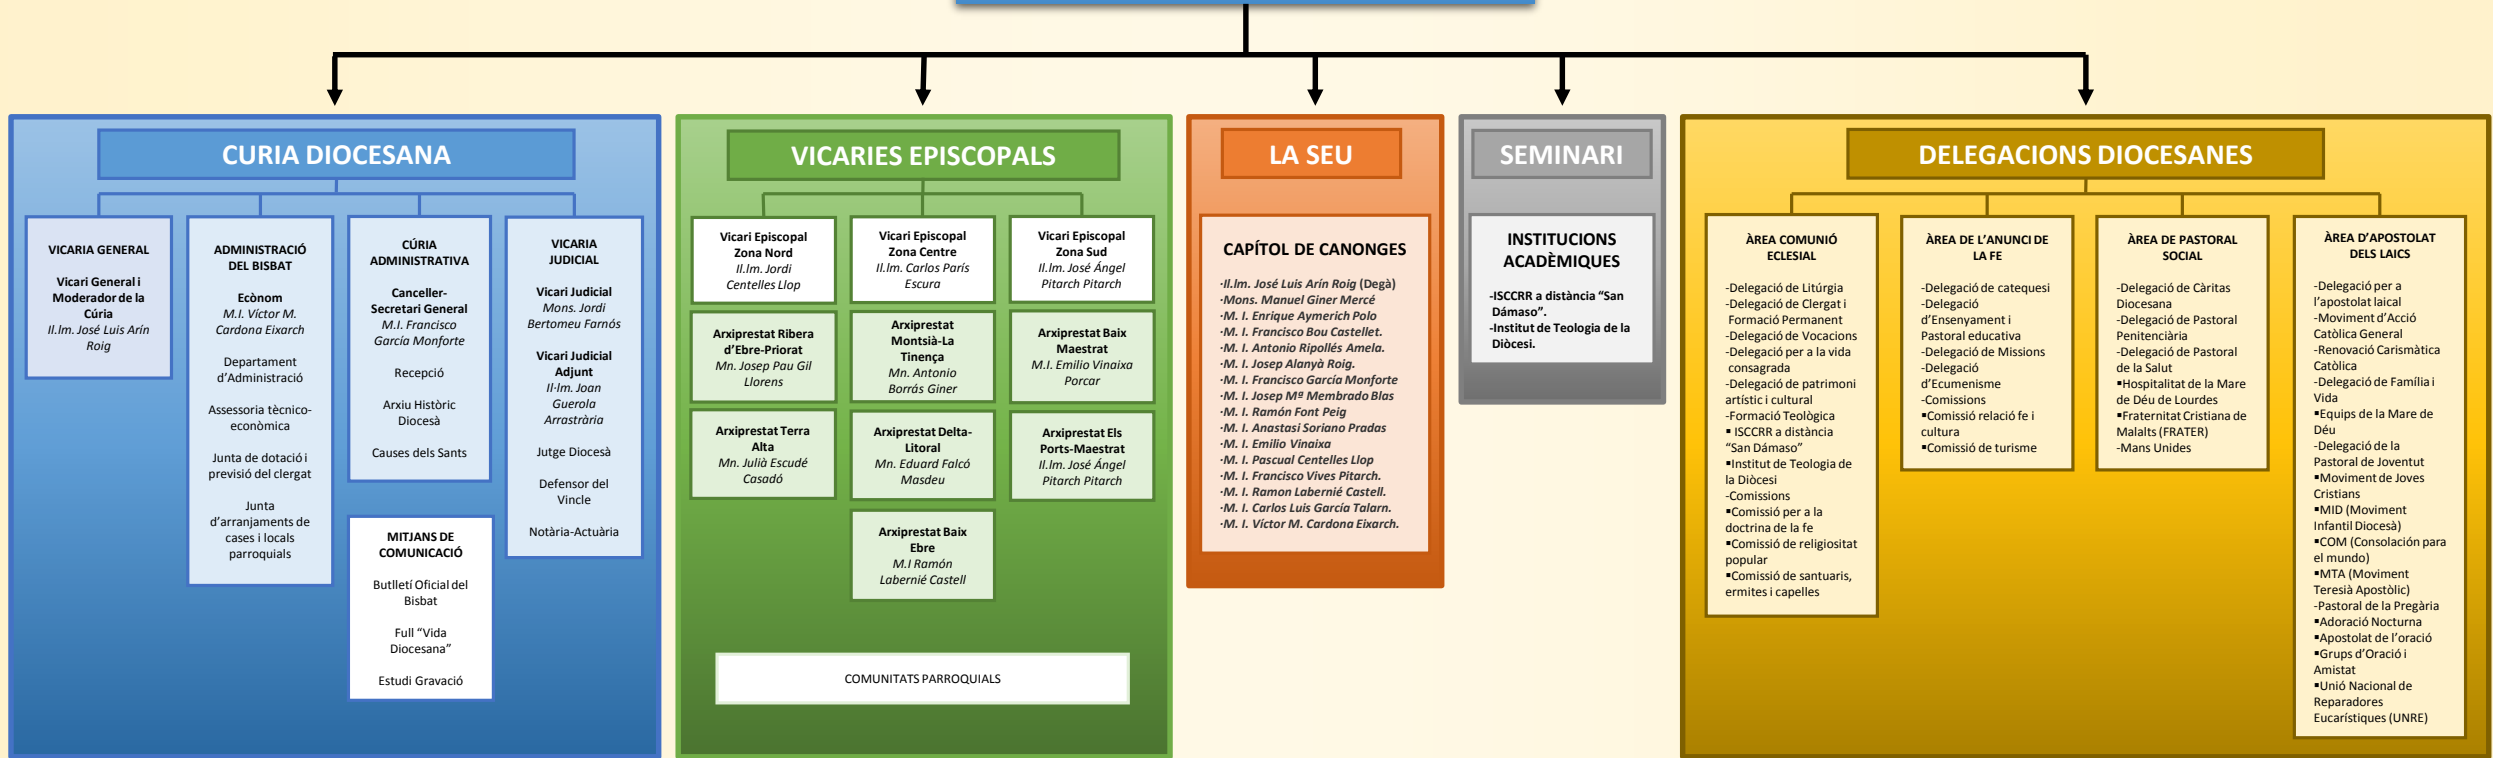 CURIA DIOCESANA
VICARIA GENERAL
Vicari General i
Moderador de la
Cúria
Il.lm. José Luis Arín
Roig
ADMINISTRACIÓ
DEL BISBAT
Ecònom
M.I. Víctor M.
Cardona Eixarch
Departament
d'Administració
Assessoria tècnico-
econòmica
Junta de dotació i
previsió del clergat
Junta
d'arranjaments de
cases i locals
parroquials
CÚRIA
ADMINISTRATIVA
Canceller-
Secretari General
M.I. Francisco
García Monforte
Recepció
Arxiu Històric
Diocesà
Causes dels Sants
MITJANS DE
COMUNICACIÓ
Butlletí Oficial del
Bisbat
Full “Vida
Diocesana”
Estudi Gravació
VICARIA
JUDICIAL
Vicari Judicial
Mons. Jordi
Bertomeu Farnós
Vicari Judicial
Adjunt
Il·lm. Joan
Guerola
Arrastrària
Jutge Diocesà
Defensor del
Vincle
Notària-Actuària
VICARIES EPISCOPALS
Vicari Episcopal
Zona Nord
Il.lm. Jordi
Centelles Llop
Arxiprestat Ribera
d'Ebre-Priorat
Mn. Josep Pau Gil
Llorens
Arxiprestat Terra
Alta
Mn. Julià Escudé
Casadó
Vicari Episcopal
Zona Centre
Il.lm. Carlos París
Escura
Arxiprestat
Montsià-La
Tinença
Mn. Antonio
Borrás Giner
Arxiprestat Delta-
Litoral
Mn. Eduard Falcó
Masdeu
Arxiprestat Baix
Ebre
M.I Ramón
Labernié Castell
Vicari Episcopal
Zona Sud
Il.lm. José Ángel
Pitarch Pitarch
Arxiprestat Baix
Maestrat
M.I. Emilio Vinaixa
Porcar
Arxiprestat Els
Ports-Maestrat
Il.lm. José Ángel
Pitarch Pitarch
COMUNITATS PARROQUIALS
LA SEU
CAPÍTOL DE CANONGES
·Il.lm. José Luis Arín Roig (Degà)
·Mons. Manuel Giner Mercé
·M. I. Enrique Aymerich Polo
·M. I. Francisco Bou Castellet.
·M. I. Antonio Ripollés Amela.
·M. I. Josep Alanyà Roig.
·M. I. Francisco García Monforte
·M. I. Josep Mª Membrado Blas
·M. I. Ramón Font Peig
·M. I. Anastasi Soriano Pradas
·M. I. Emilio Vinaixa
·M. I. Pascual Centelles Llop
·M. I. Francisco Vives Pitarch.
·M. I. Ramon Labernié Castell.
·M. I. Carlos Luis García Talarn.
·M. I. Víctor M. Cardona Eixarch.
SEMINARI
INSTITUCIONS
ACADÈMIQUES
-ISCCRR a distància “San
Dámaso”.
-Institut de Teologia de la
Diòcesi.
DELEGACIONS DIOCESANES
ÀREA COMUNIÓ
ECLESIAL
-Delegació de Litúrgia
-Delegació de Clergat i
Formació Permanent
-Delegació de Vocacions
-Delegació per a la vida
consagrada
-Delegació de patrimoni
artístic i cultural
-Formació Teològica
▪ ISCCRR a distància
“San Dámaso”
▪Institut de Teologia de
la Diòcesi
-Comissions
▪Comissió per a la
doctrina de la fe
▪Comissió de religiositat
popular
▪Comissió de santuaris,
ermites i capelles
ÀREA DE L'ANUNCI DE
LA FE
-Delegació de catequesi
-Delegació
d'Ensenyament i
Pastoral educativa
-Delegació de Missions
-Delegació
d'Ecumenisme
-Comissions
▪Comissió relació fe i
cultura
▪Comissió de turisme
ÀREA DE PASTORAL
SOCIAL
-Delegació de Càritas
Diocesana
-Delegació de Pastoral
Penitenciària
-Delegació de Pastoral
de la Salut
▪Hospitalitat de la Mare
de Déu de Lourdes
▪Fraternitat Cristiana de
Malalts (FRATER)
-Mans Unides
ÀREA D'APOSTOLAT
DELS LAICS
-Delegació per a
l'apostolat laical
-Moviment d'Acció
Catòlica General
-Renovació Carismàtica
Catòlica
-Delegació de Família i
Vida
▪Equips de la Mare de
Déu
-Delegació de la
Pastoral de Joventut
▪Moviment de Joves
Cristians
▪MID (Moviment
Infantil Diocesà)
▪COM (Consolación para
el mundo)
▪MTA (Moviment
Teresià Apostòlic)
-Pastoral de la Pregària
▪Adoració Nocturna
▪Apostolat de l'oració
▪Grups d'Oració i
Amistat
▪Unió Nacional de
Reparadores
Eucarístiques (UNRE)